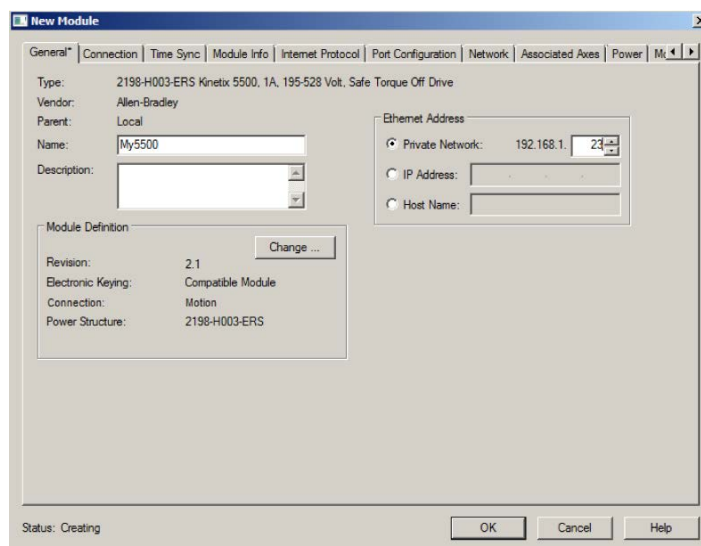 New Module
General* Connection Time Sync Module Info Internet Protocol Port Configuration Network Associated Axes Power
Type: 2198-H003-ERS Kinetix 5500, 1A, 195-528 Volt, Safe Torque Off Drive
Vendor: Allen-Bradley
Parent: Local
Name: My5500
Description:
Ethernet Address
Private Network: 192.168.1. 23
IP Address:
Host Name:
Module Definition
Change ...
Revision: 2.1
Electronic Keying: Compatible Module
Connection: Motion
Power Structure: 2198-H003-ERS
Status: Creating
OK Cancel Help